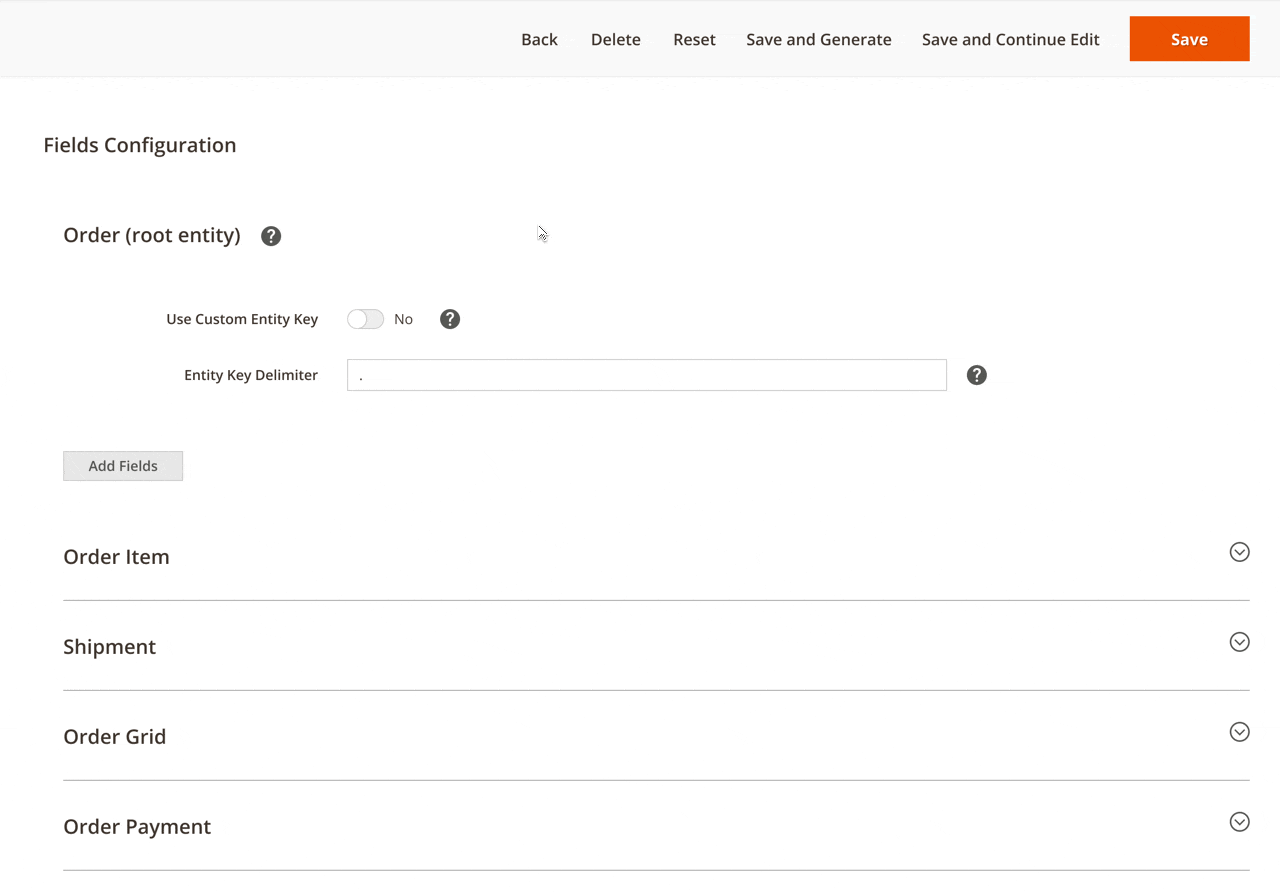 Back Delete Reset Save and Generate Save and Continue Edit Save
Fields Configuration
Order (root entity) ?
Use Custom Entity Key No ?
Entity Key Delimiter . ?
Add Fields
Order Item
Shipment
Order Grid
Order Payment